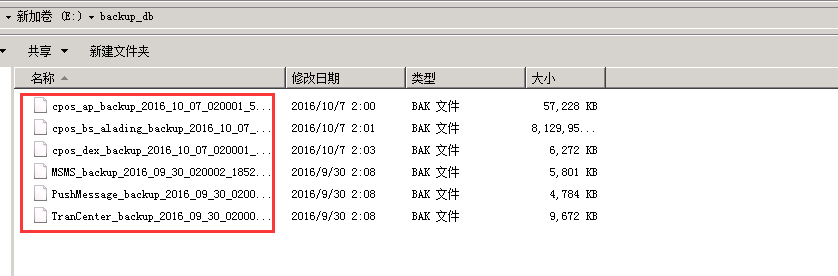 新加卷 (E:) backup_db
共享 新建文件夹
名称 修改日期 类型 大小
cpos_ap_backup_2016_10_07_020001_5... 2016/10/7 2:00 BAK 文件 57,228 KB
cpos_bs_alading_backup_2016_10_07_... 2016/10/7 2:01 BAK 文件 8,129,95...
cpos_dex_backup_2016_10_07_020001_... 2016/10/7 2:03 BAK 文件 6,272 KB
MSMS_backup_2016_09_30_020002_1852... 2016/9/30 2:08 BAK 文件 5,801 KB
PushMessage_backup_2016_09_30_0200... 2016/9/30 2:08 BAK 文件 4,784 KB
TranCenter_backup_2016_09_30_02000... 2016/9/30 2:08 BAK 文件 9,672 KB